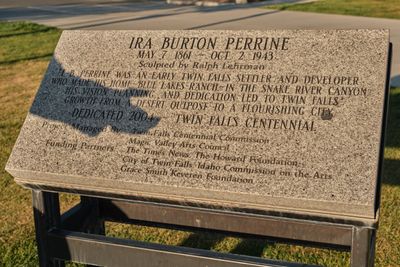 IRA BURTON PERRINE
MAY 7 1861 - OCT. 2 1943
Sculpted by Ralph Lehrman
"I. B. PERRINE WAS AN EARLY TWIN FALLS SETTLER AND DEVELOPER
WHO MADE HIS HOME, BLUE LAKES RANCH, IN THE SNAKE RIVER CANYON
HIS VISION, PLANNING AND DEDICATION LED TO TWIN FALLS'
GROWTH FROM A DESERT OUTPOST TO A FLOURISHING CITY."
DEDICATED 2004 TWIN FALLS CENTENNIAL
Project Manager: The Twin Falls Centennial Commission
Magic Valley Arts Council
Funding Partners: The Times News, The Howard Foundation
City of Twin Falls, Idaho Commission on the Arts
Grace Smith Keveren Foundation